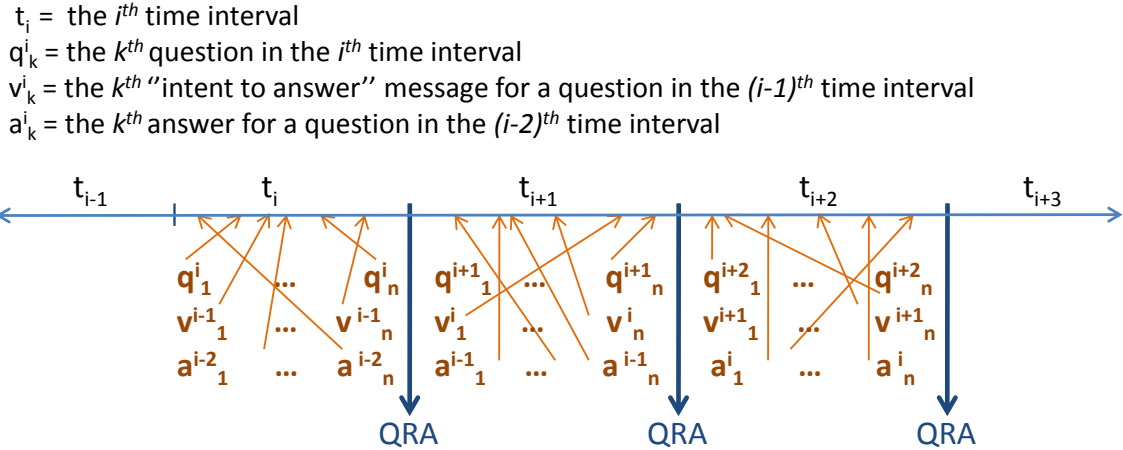 tᵢ = the iᵗʰ time interval
qⁱₖ = the kᵗʰ question in the iᵗʰ time interval
vⁱₖ = the kᵗʰ ‘‘intent to answer’’ message for a question in the (i-1)ᵗʰ time interval
aⁱₖ = the kᵗʰ answer for a question in the (i-2)ᵗʰ time interval
tᵢ₋₁ tᵢ tᵢ₊₁ tᵢ₊₂ tᵢ₊₃
qⁱ₁ ... qⁱₙ qⁱ⁺¹₁ ... qⁱ⁺¹ₙ qⁱ⁺²₁ ... qⁱ⁺²ₙ
vⁱ⁻¹₁ ... vⁱ⁻¹ₙ vⁱ₁ ... vⁱₙ vⁱ⁺¹₁ ... vⁱ⁺¹ₙ
aⁱ⁻²₁ ... aⁱ⁻²ₙ aⁱ⁻¹₁ ... aⁱ⁻¹ₙ aⁱ₁ ... aⁱₙ
QRA QRA QRA